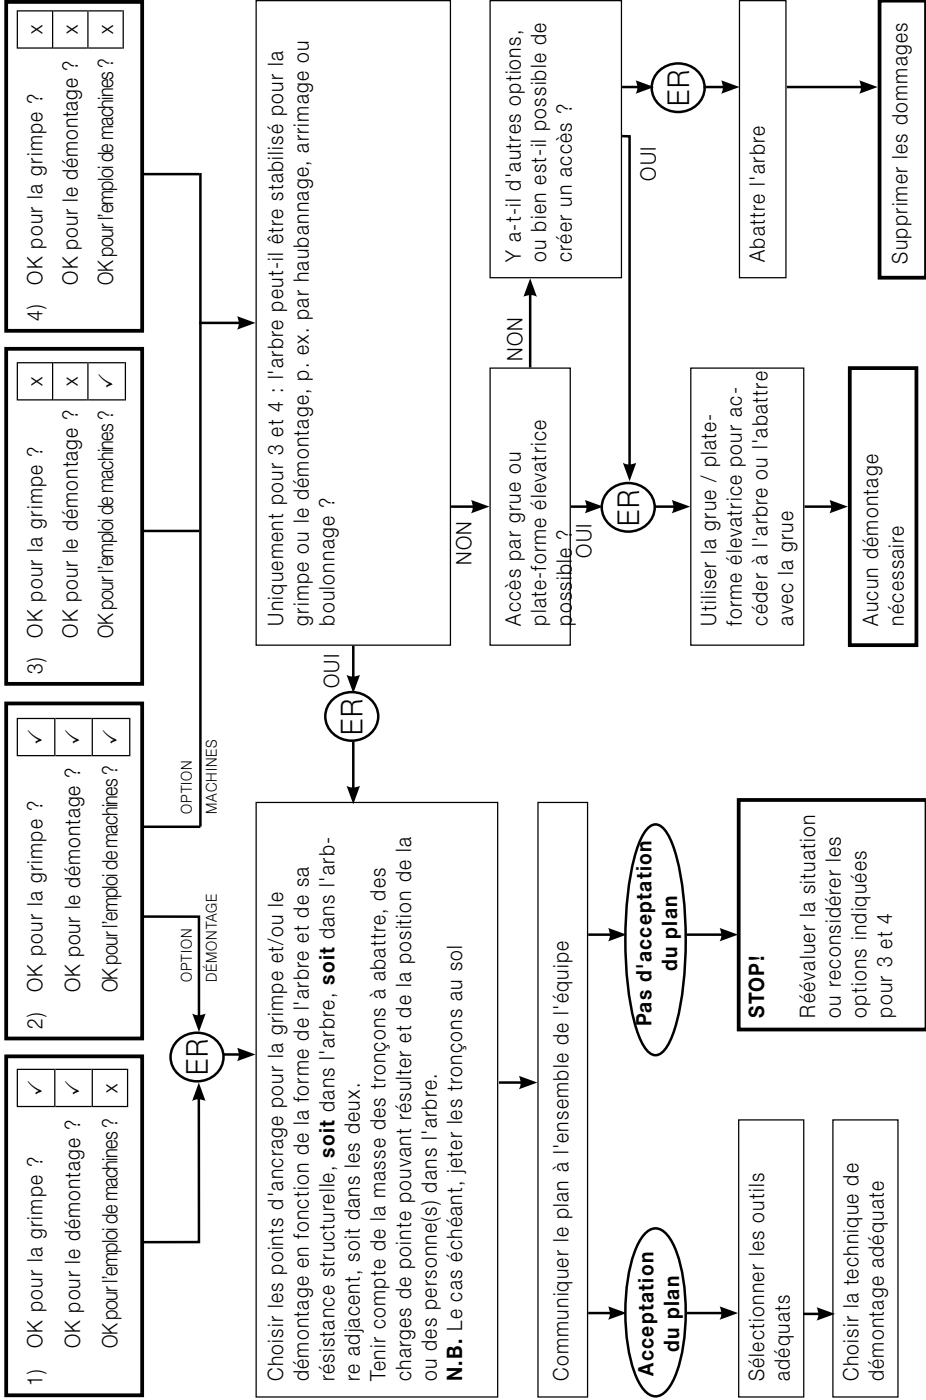 1) OK pour la grimpe ? ✓
OK pour le démontage ? ✓
OK pour l'emploi de machines ? x
2) OK pour la grimpe ? ✓
OK pour le démontage ? ✓
OK pour l'emploi de machines ? ✓
3) OK pour la grimpe ? x
OK pour le démontage ? x
OK pour l'emploi de machines ? ✓
4) OK pour la grimpe ? x
OK pour le démontage ? x
OK pour l'emploi de machines ? x
ER
OPTION
DÉMONTAGE
OPTION
MACHINES
Choisir les points d'ancrage pour la grimpe et/ou le
démontage en fonction de la forme de l'arbre et de sa
résistance structurelle, soit dans l'arbre, soit dans l'arb-
re adjacent, soit dans les deux.
Tenir compte de la masse des tronçons à abattre, des
charges de pointe pouvant résulter et de la position de la
ou des personne(s) dans l'arbre.
N.B. Le cas échéant, jeter les tronçons au sol
ER
OUI
Uniquement pour 3 et 4 : l'arbre peut-il être stabilisé pour la
grimpe ou le démontage, p. ex. par haubannage, arrimage ou
boulonnage ?
NON
Accès par grue ou
plate-forme élevatrice
possible ?
NON
Y a-t-il d'autres options,
ou bien est-il possible de
créer un accès ?
OUI
OUI
ER
ER
Communiquer le plan à l'ensemble de l'équipe
Acceptation
du plan
Pas d'acceptation
du plan
Utiliser la grue / plate-
forme élevatrice pour ac-
céder à l'arbre ou l'abattre
avec la grue
Abattre l'arbre
Sélectionner les outils
adéquats
STOP!
Réévaluer la situation
ou reconsidérer les
options indiquées
pour 3 et 4
Choisir la technique de
démontage adéquate
Aucun démontage
nécessaire
Supprimer les dommages